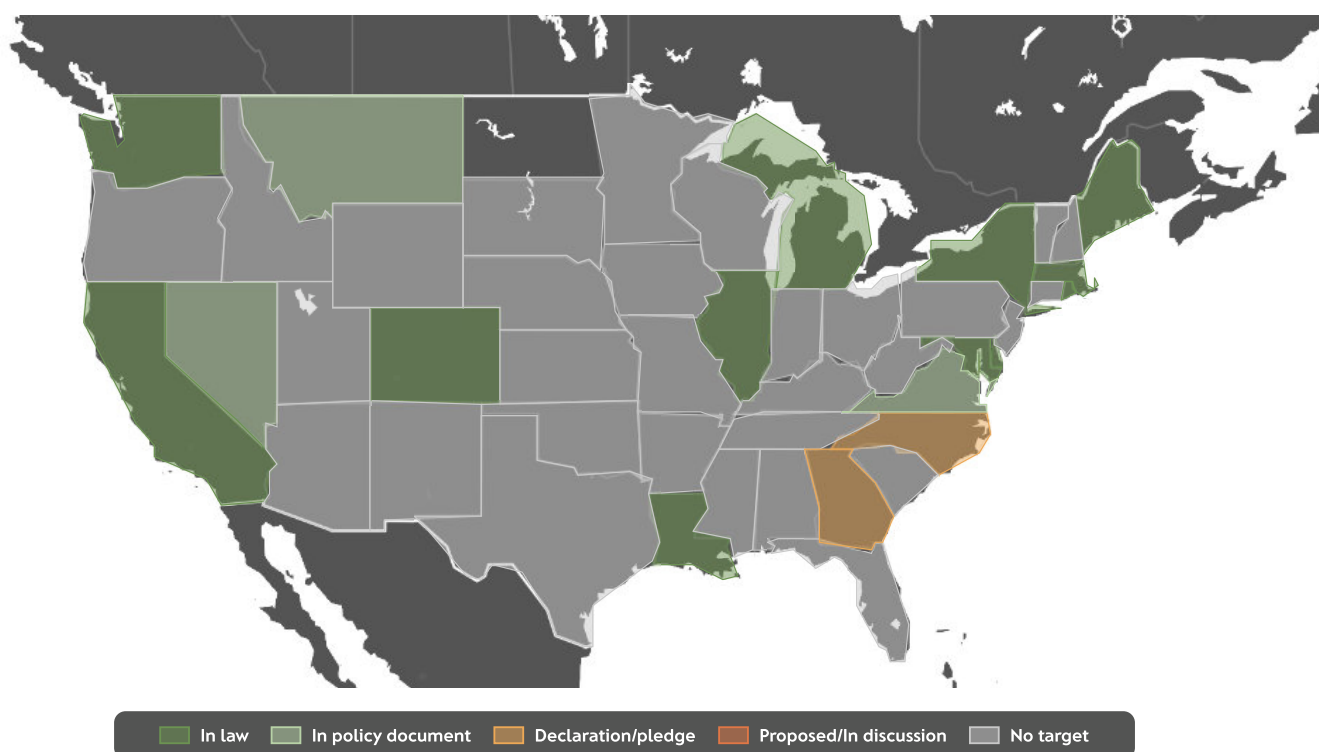 In law In policy document Declaration/pledge Proposed/In discussion No target